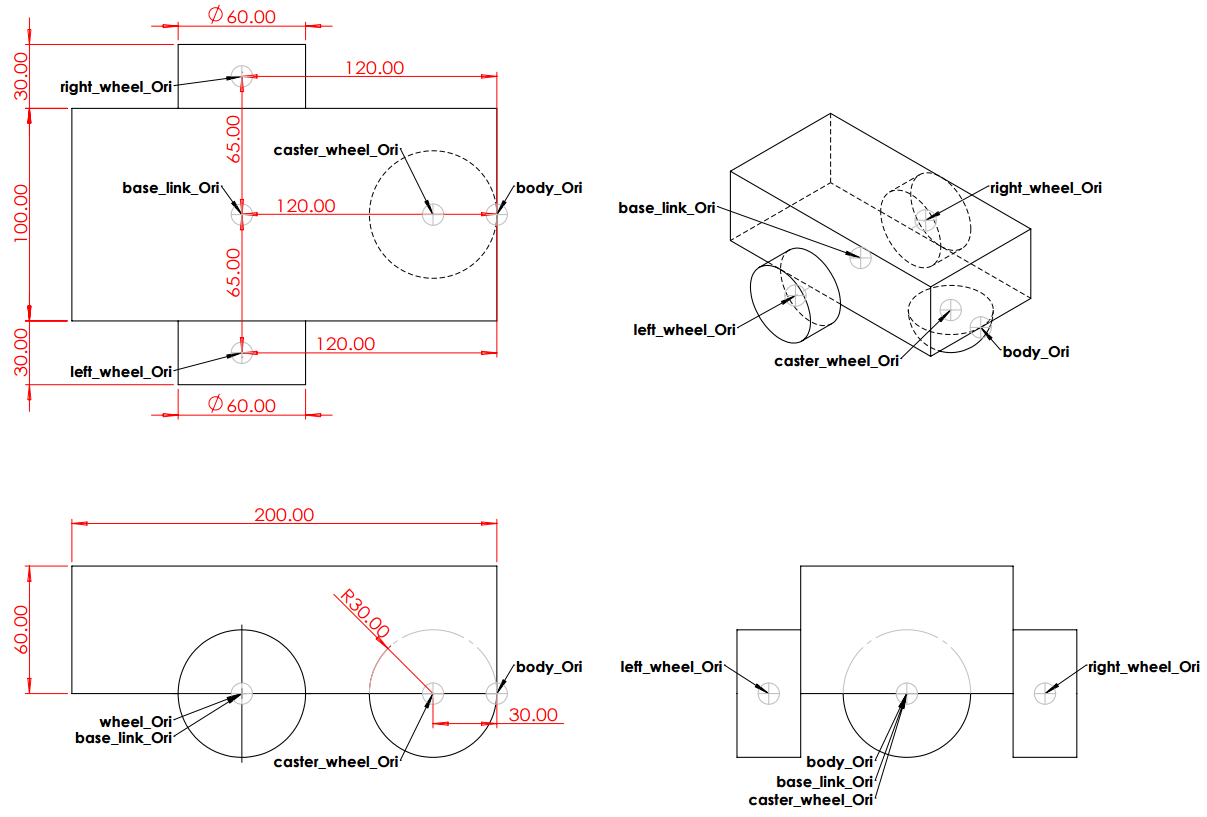 ∅60.00
30.00
right_wheel_Ori
120.00
65.00
caster_wheel_Ori
base_link_Ori
body_Ori
120.00
100.00
65.00
120.00
30.00
left_wheel_Ori
∅60.00
right_wheel_Ori
base_link_Ori
left_wheel_Ori
caster_wheel_Ori
body_Ori
200.00
60.00
R30.00
body_Ori
wheel_Ori
base_link_Ori
30.00
caster_wheel_Ori
left_wheel_Ori
right_wheel_Ori
body_Ori
base_link_Ori
caster_wheel_Ori